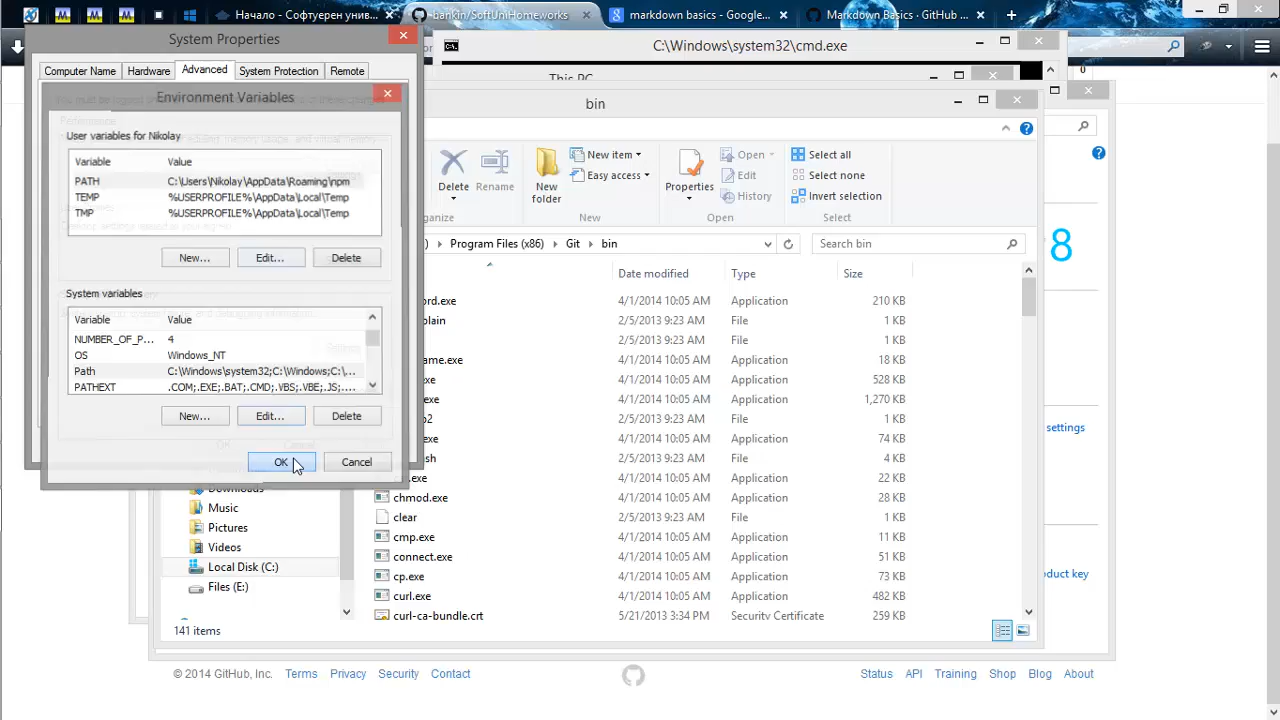 Начало - Софтуерен унив...
bankin/SoftUniHomeworks
markdown basics - Google...
Markdown Basics · GitHub ...
System Properties
C:\Windows\system32\cmd.exe
Computer Name
Hardware
Advanced
System Protection
Remote
This PC
0
Environment Variables
bin
User variables for Nikolay
Variable Value
PATH C:\Users\Nikolay\AppData\Roaming\npm
TEMP %USERPROFILE%\AppData\Local\Temp
TMP %USERPROFILE%\AppData\Local\Temp
New... Edit... Delete
System variables
Variable Value
NUMBER_OF_P... 4
OS Windows_NT
Path C:\Windows\system32;C:\Windows;C:\...
PATHEXT .COM;.EXE;.BAT;.CMD;.VBS;.VBE;.JS;....
New... Edit... Delete
OK Cancel
Delete
Rename
New folder
New item
Easy access
New
Properties
Open
Edit
History
Open
Select all
Select none
Invert selection
Select
Program Files (x86) Git bin
Search bin
Date modified Type Size
4/1/2014 10:05 AM Application 210 KB
2/5/2013 9:23 AM File 1 KB
2/5/2013 9:23 AM File 1 KB
4/1/2014 10:05 AM Application 18 KB
4/1/2014 10:05 AM Application 528 KB
4/1/2014 10:05 AM Application 1,270 KB
2/5/2013 9:23 AM File 1 KB
4/1/2014 10:05 AM Application 74 KB
2/5/2013 9:23 AM File 4 KB
4/1/2014 10:05 AM Application 22 KB
chmod.exe 4/1/2014 10:05 AM Application 28 KB
clear 2/5/2013 9:23 AM File 1 KB
cmp.exe 4/1/2014 10:05 AM Application 11 KB
connect.exe 4/1/2014 10:05 AM Application 51 KB
cp.exe 4/1/2014 10:05 AM Application 73 KB
curl.exe 4/1/2014 10:05 AM Application 482 KB
curl-ca-bundle.crt 5/21/2013 3:34 PM Security Certificate 259 KB
Music
Pictures
Videos
Local Disk (C:)
Files (E:)
141 items
8
settings
duct key
© 2014 GitHub, Inc. Terms Privacy Security Contact
Status API Training Shop Blog About